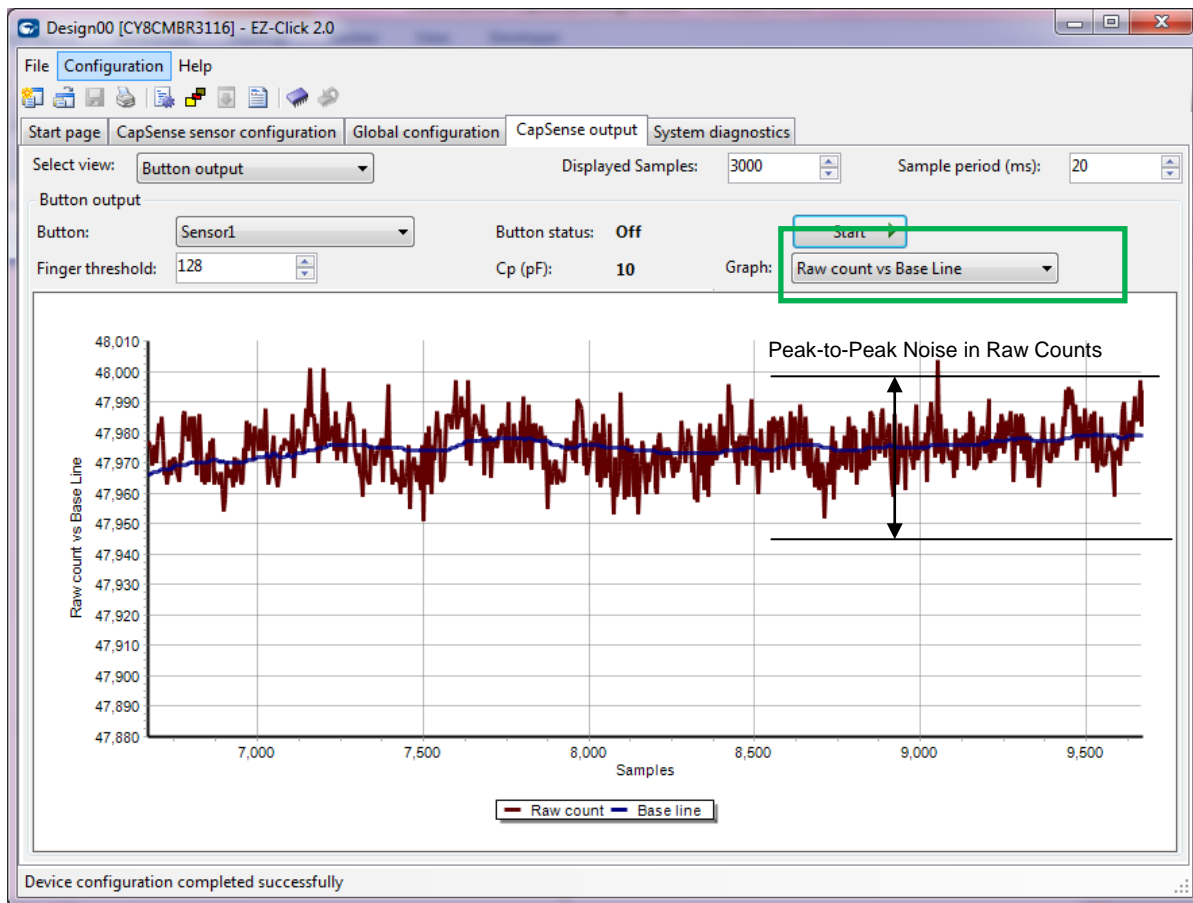 Design00 [CY8CMBR3116] - EZ-Click 2.0
File Configuration Help
Start page CapSense sensor configuration Global configuration CapSense output System diagnostics
Select view: Button output Displayed Samples: 3000 Sample period (ms): 20
Button output
Button: Sensor1 Button status: Off Start
Finger threshold: 128 Cp (pF): 10 Graph: Raw count vs Base Line
Peak-to-Peak Noise in Raw Counts
Raw count vs Base Line
48,010
48,000
47,990
47,980
47,970
47,960
47,950
47,940
47,930
47,920
47,910
47,900
47,890
47,880
7,000 7,500 8,000 8,500 9,000 9,500
Samples
Raw count Base line
Device configuration completed successfully